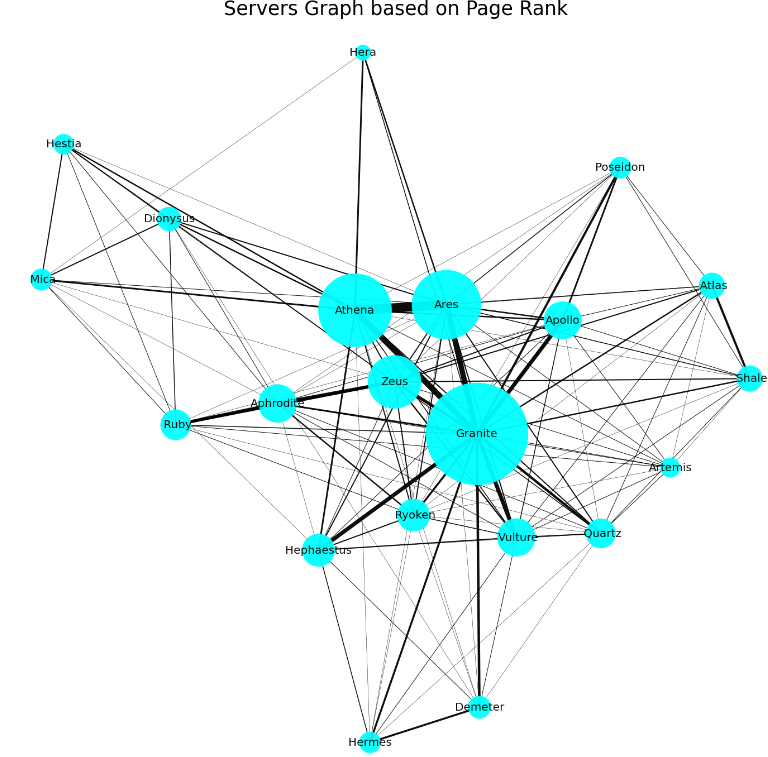 Servers Graph based on Page Rank
Hera
Hestia
Poseidon
Dionysus
Mica
Atlas
Athena
Ares
Apollo
Zeus
Shale
Aphrodite
Ruby
Granite
Artemis
Ryoken
Hephaestus
Vulture
Quartz
Demeter
Hermes